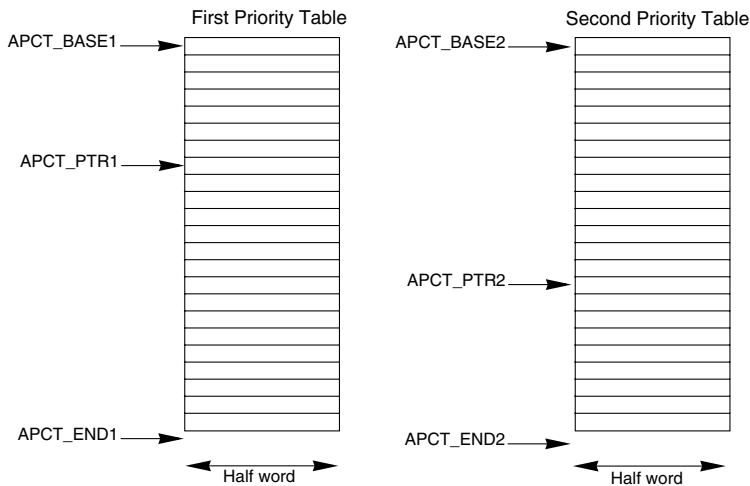 First Priority Table
Second Priority Table
APCT_BASE1
APCT_BASE2
APCT_PTR1
APCT_PTR2
APCT_END1
APCT_END2
Half word
Half word